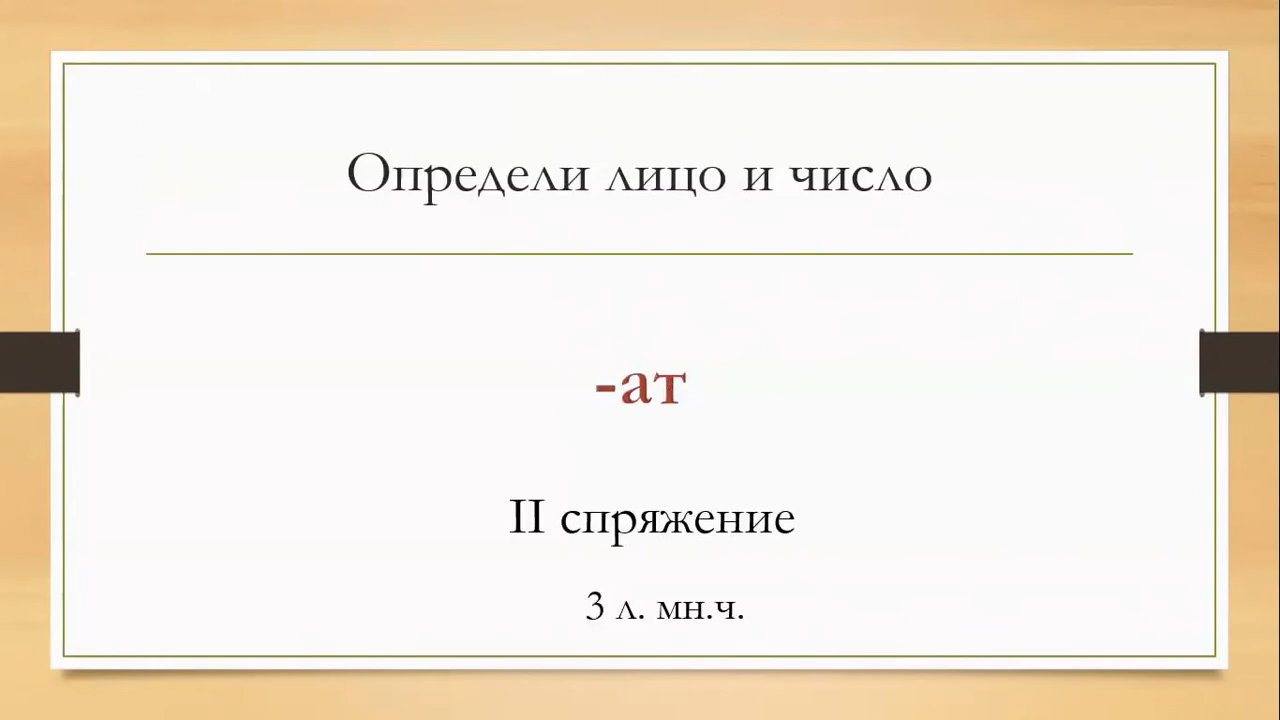 Определи лицо и число
-ат
II спряжение
3 л. мн.ч.